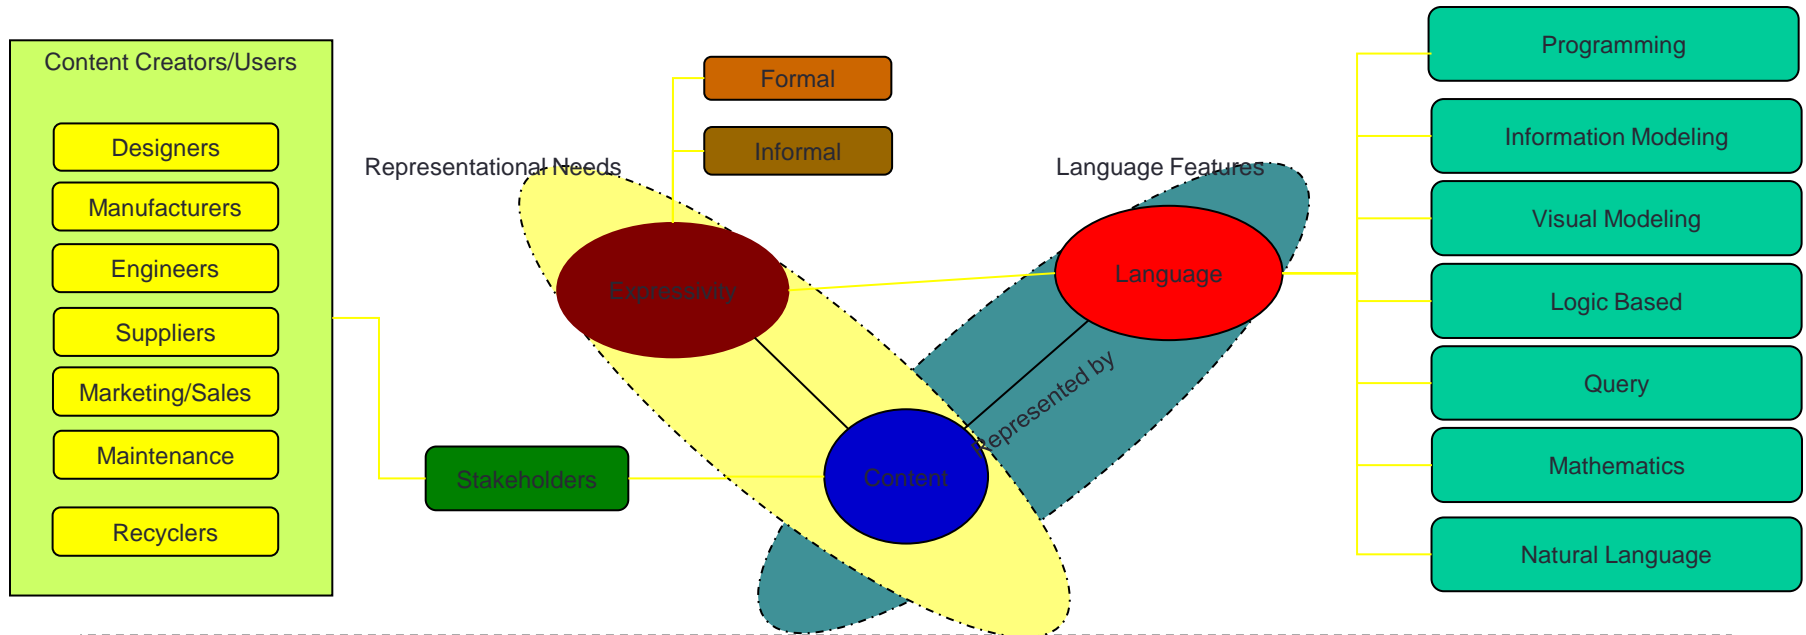 Content Creators/Users
Designers
Manufacturers
Engineers
Suppliers
Marketing/Sales
Maintenance
Recyclers
Stakeholders
Formal
Informal
Representational Needs
Expressivity
Content
Represented by
Language Features
Language
Programming
Information Modeling
Visual Modeling
Logic Based
Query
Mathematics
Natural Language